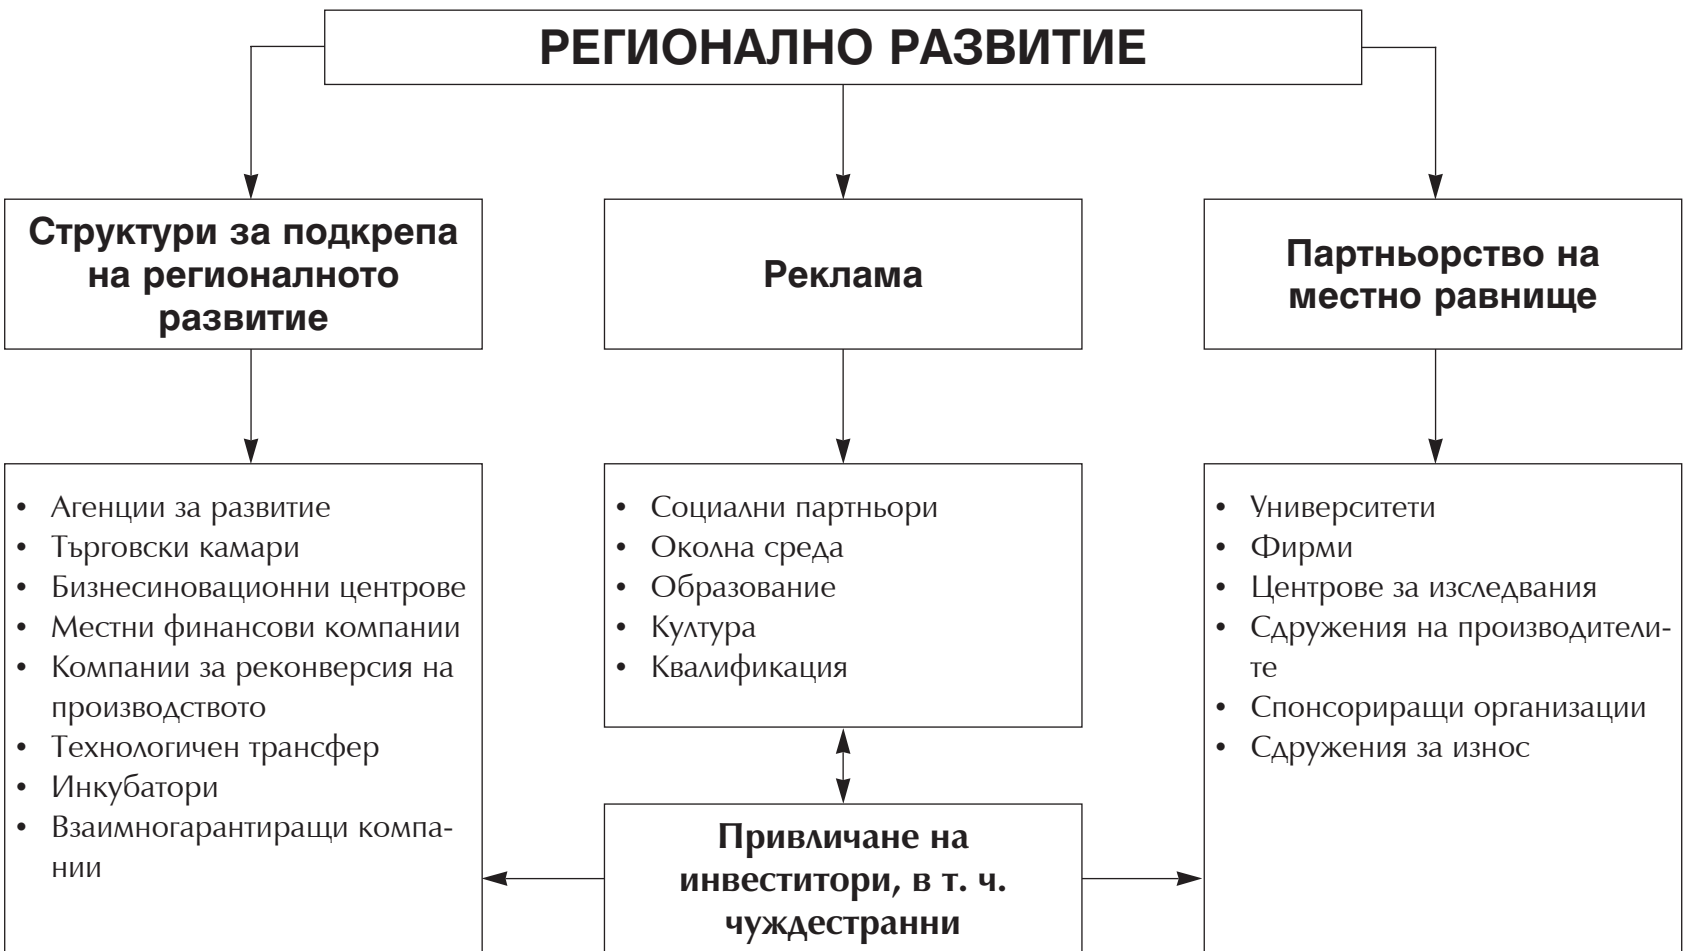 РЕГИОНАЛНО РАЗВИТИЕ
Структури за подкрепа
на регионалното
развитие
Реклама
Партньорство на
местно равнище
• Агенции за развитие
• Търговски камари
• Бизнесиновационни центрове
• Местни финансови компании
• Компании за реконверсия на
производството
• Технологичен трансфер
• Инкубатори
• Взаимногарантиращи компа-
нии
• Социални партньори
• Околна среда
• Образование
• Култура
• Квалификация
• Университети
• Фирми
• Центрове за изследвания
• Сдружения на производители-
те
• Спонсориращи организации
• Сдружения за износ
Привличане на
инвеститори, в т. ч.
чуждестранни